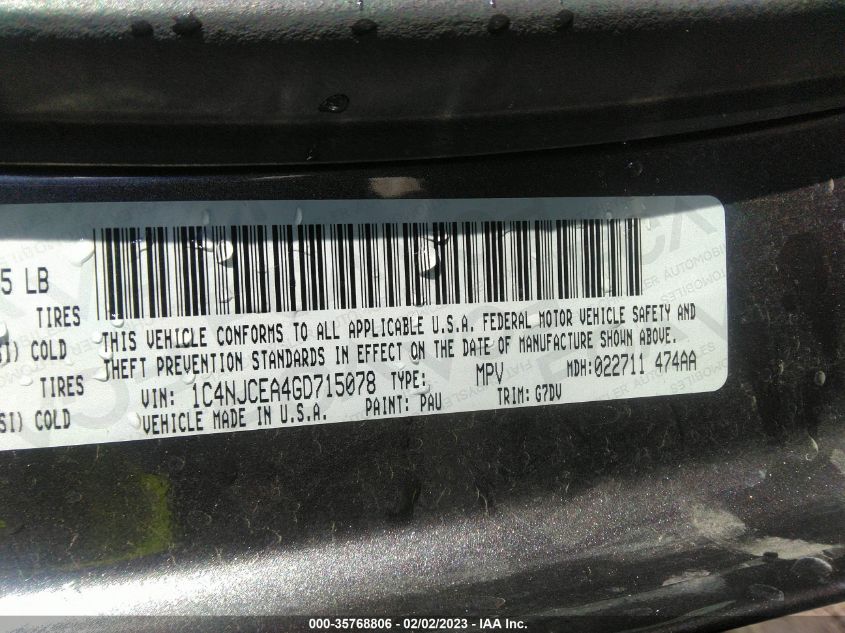 5 LB
TIRES
SI) COLD
TIRES
SI) COLD
THIS VEHICLE CONFORMS TO ALL APPLICABLE U.S.A. FEDERAL MOTOR VEHICLE SAFETY AND
THEFT PREVENTION STANDARDS IN EFFECT ON THE DATE OF MANUFACTURE SHOWN ABOVE.
VIN: 1C4NJCEA4GD715078 TYPE: MPV MDH:022711 474AA
VEHICLE MADE IN U.S.A. PAINT: PAU TRIM: G7DV
000-35768806 - 02/02/2023 - IAA Inc.